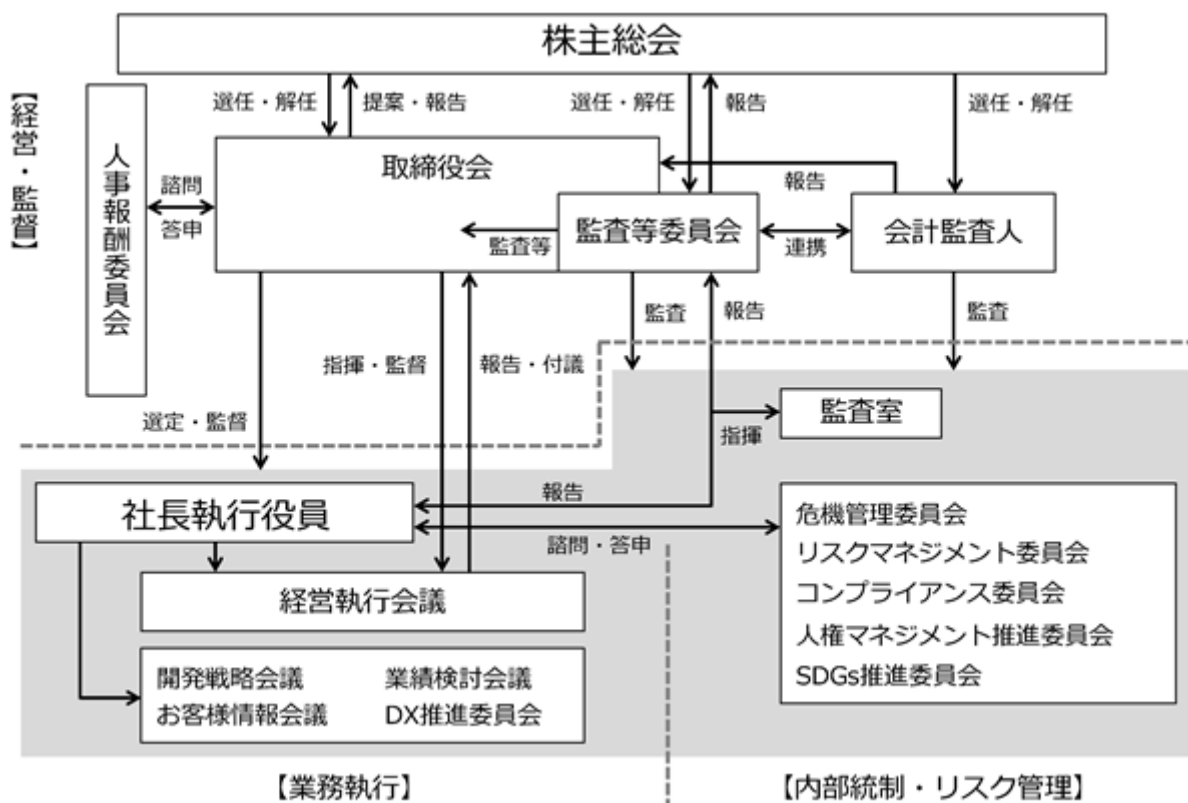 株主総会
【経営・監督】
選任・解任
提案・報告
選任・解任
報告
選任・解任
人事報酬委員会
諮問
答申
取締役会
報告
監査等
監査等委員会
連携
会計監査人
監査
報告
監査
指揮・監督
報告・付議
選定・監督
監査室
指揮
社長執行役員
報告
諮問・答申
経営執行会議
危機管理委員会
リスクマネジメント委員会
コンプライアンス委員会
人権マネジメント推進委員会
SDGs推進委員会
開発戦略会議 業績検討会議
お客様情報会議 DX推進委員会
【業務執行】
【内部統制・リスク管理】